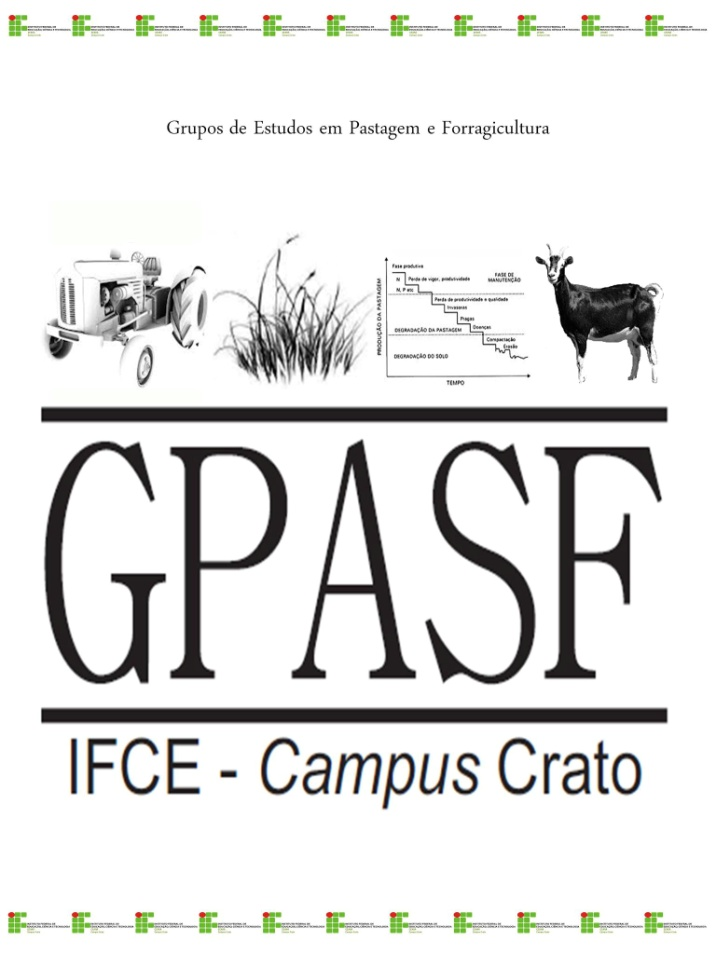 Grupos de Estudos em Pastagem e Forragicultura
PRODUÇÃO DA PASTAGEM
Fase produtiva
N
Perda de vigor, produtividade
FASE DE
MANUTENÇÃO
Perda de produtividade e qualidade
Invasoras
Pragas
DEGRADAÇÃO DA PASTAGEM
Doenças
Compactação
Erosão
DEGRADAÇÃO DO SOLO
TEMPO
GPASF
IFCE - Campus Crato